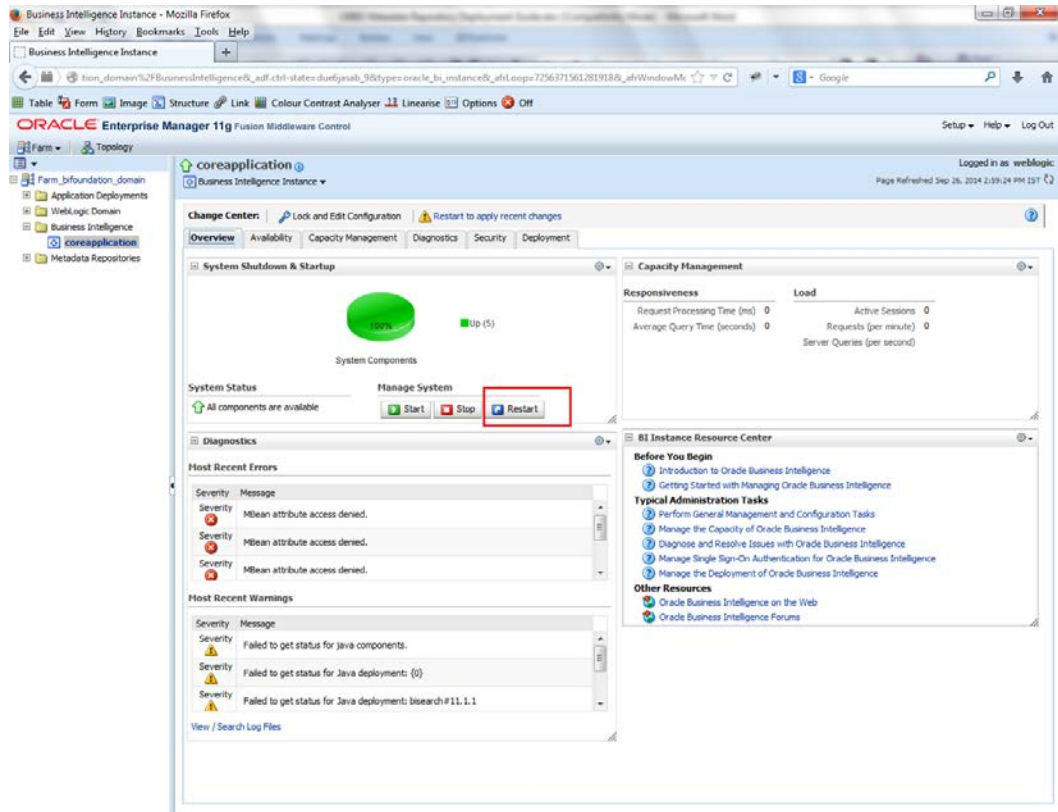 Business Intelligence Instance - Mozilla Firefox
File Edit View History Bookmarks Tools Help
Business Intelligence Instance
Google
Table Form Image Structure Link Colour Contrast Analyser Linearise Options Off
ORACLE Enterprise Manager 11g Fusion Middleware Control
Setup Help Log Out
Farm Topology
Farm_bifoundation_domain
Application Deployments
WebLogic Domain
Business Intelligence
coreapplication
Metadata Repositories
coreapplication
Logged in as weblogic
Business Intelligence Instance
Page Refreshed Sep 26, 2014 2:59:24 PM IST
Change Center: Lock and Edit Configuration Restart to apply recent changes
Overview Availability Capacity Management Diagnostics Security Deployment
System Shutdown & Startup
100%
Up (5)
System Components
System Status
All components are available
Manage System
Start Stop Restart
Diagnostics
Most Recent Errors
Severity Message
Severity
MBean attribute access denied.
Severity
MBean attribute access denied.
Severity
MBean attribute access denied.
Most Recent Warnings
Severity Message
Severity
Failed to get status for java components.
Severity
Failed to get status for Java deployment: {0}
Severity
Failed to get status for Java deployment: bisearch#11.1.1
View / Search Log Files
Capacity Management
Responsiveness
Request Processing Time (ms) 0
Average Query Time (seconds) 0
Load
Active Sessions 0
Requests (per minute) 0
Server Queries (per second)
BI Instance Resource Center
Before You Begin
Introduction to Oracle Business Intelligence
Getting Started with Managing Oracle Business Intelligence
Typical Administration Tasks
Perform General Management and Configuration Tasks
Manage the Capacity of Oracle Business Intelligence
Diagnose and Resolve Issues with Oracle Business Intelligence
Manage Single Sign-On Authentication for Oracle Business Intelligence
Manage the Deployment of Oracle Business Intelligence
Other Resources
Oracle Business Intelligence on the Web
Oracle Business Intelligence Forums